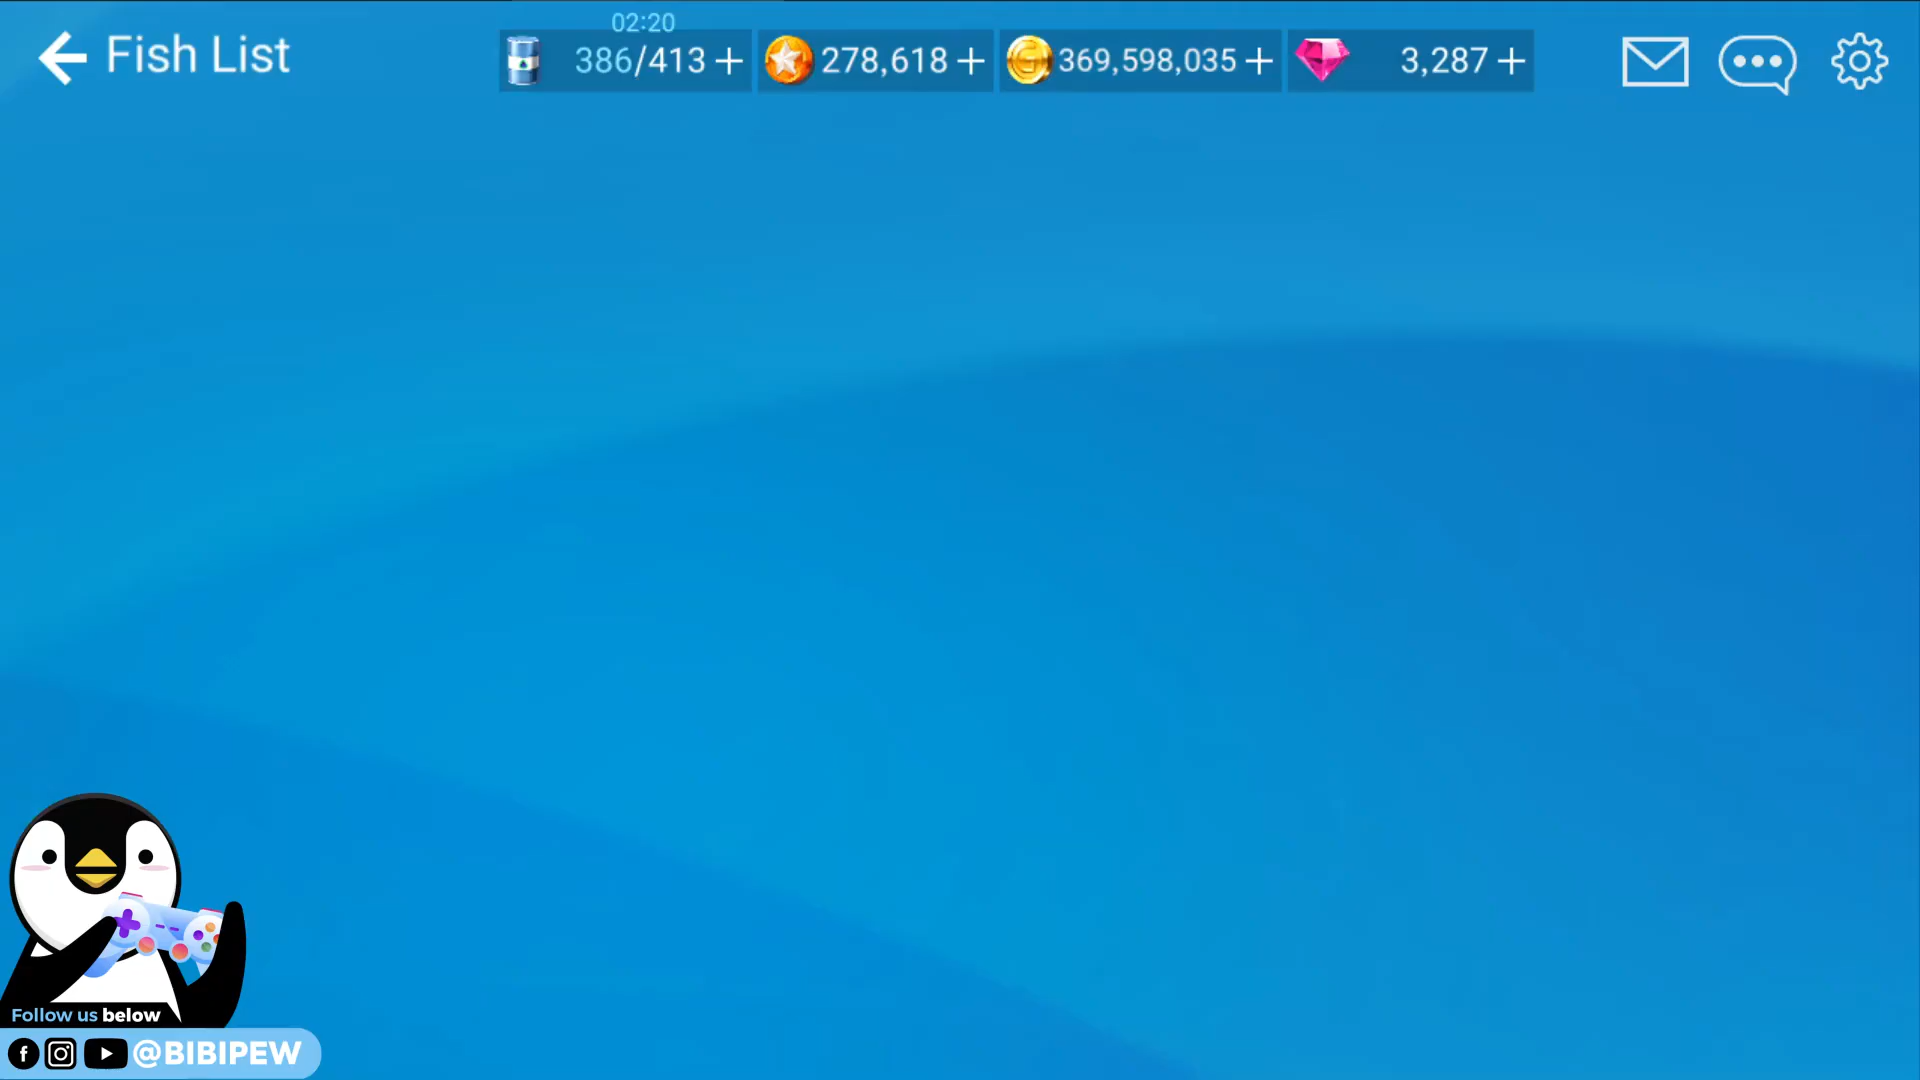 02:20
Fish List
386/413 +
278,618 +
369,598,035 +
3,287 +
Follow us below
@BIBIPEW